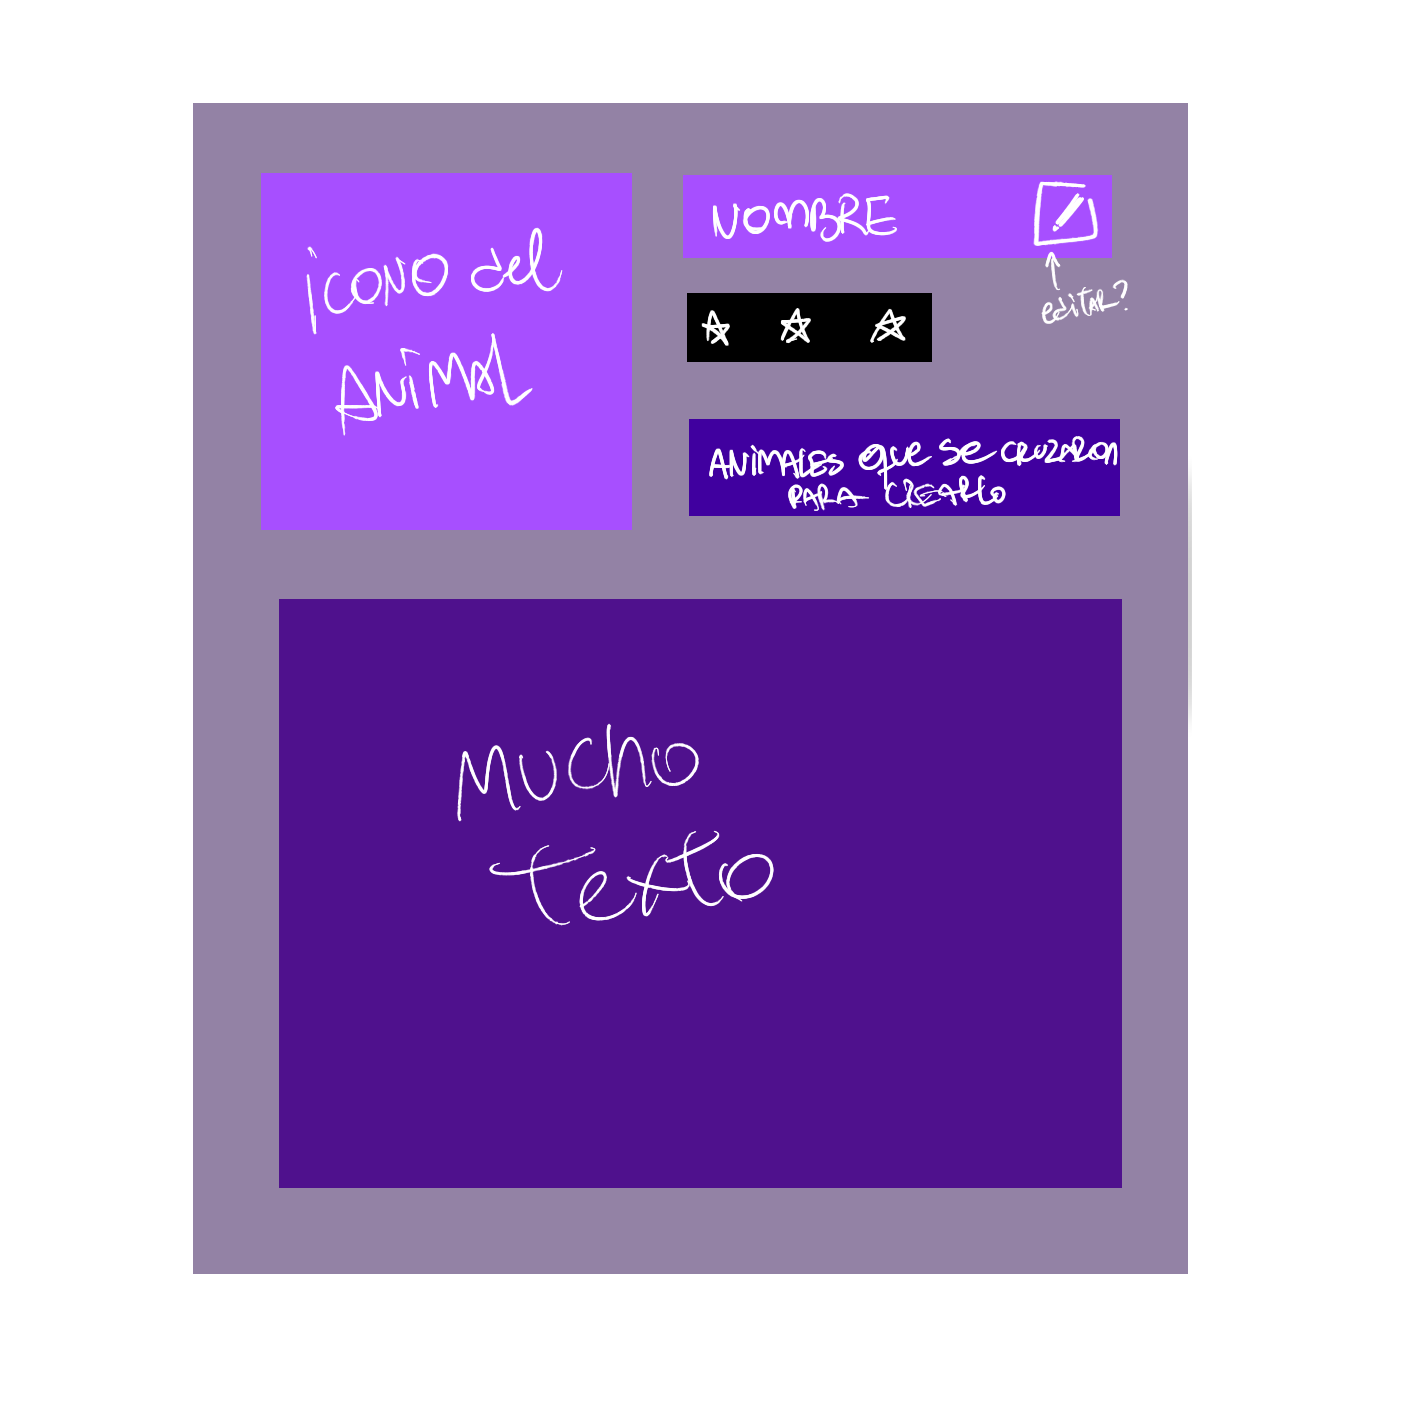 iCONO del
ANiMAL
NOMBRE
editAR?
ANiMALES que Se CRUZARON
PARA CREARLO
MUCho
texto